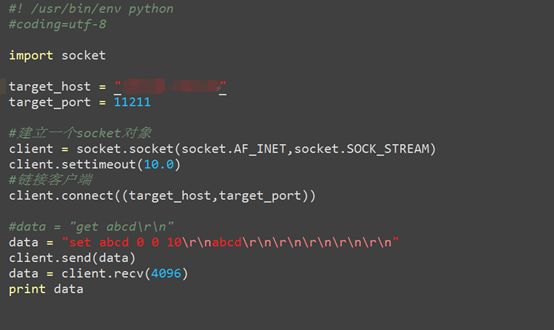 #! /usr/bin/env python
#coding=utf-8
import socket
target_host = " "
target_port = 11211
#建立一个socket对象
client = socket.socket(socket.AF_INET,socket.SOCK_STREAM)
client.settimeout(10.0)
#链接客户端
client.connect((target_host,target_port))
#data = "get abcd\r\n"
data = "set abcd 0 0 10\r\nabcd\r\n\r\n\r\n\r\n\r\n"
client.send(data)
data = client.recv(4096)
print data